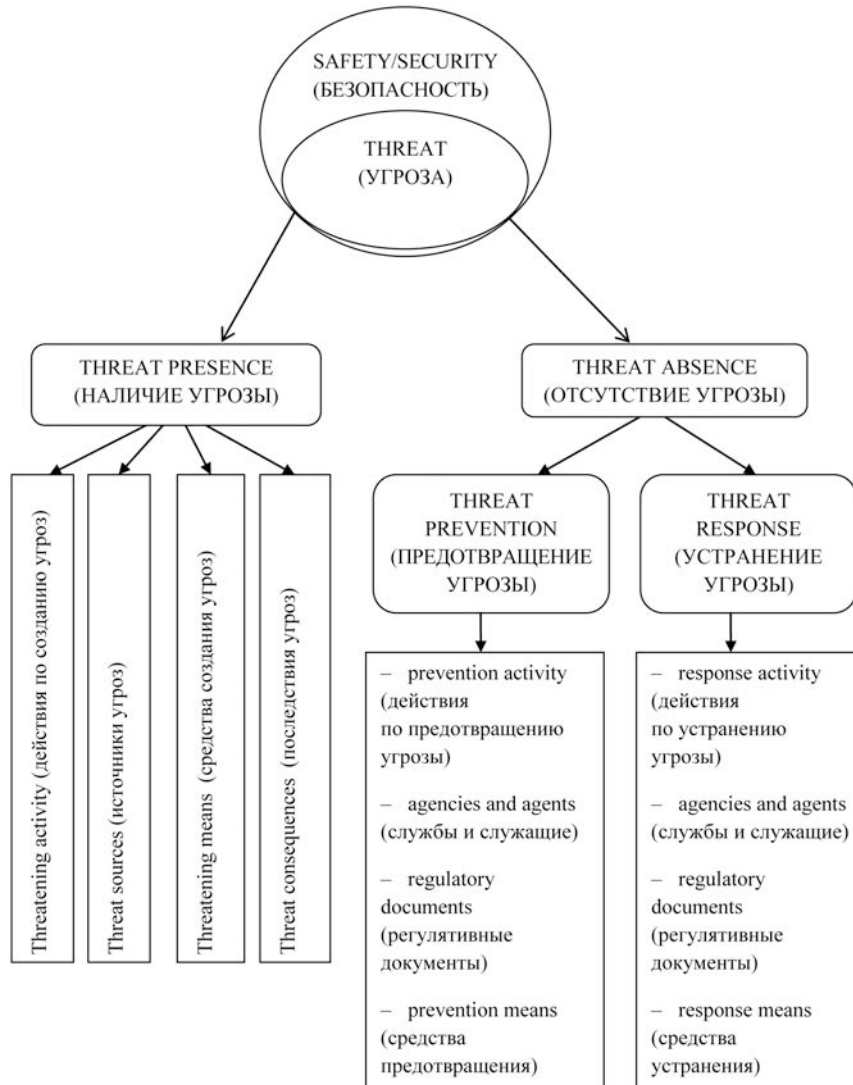 SAFETY/SECURITY
(БЕЗОПАСНОСТЬ)
THREAT
(УГРОЗА)
THREAT PRESENCE
(НАЛИЧИЕ УГРОЗЫ)
THREAT ABSENCE
(ОТСУТСТВИЕ УГРОЗЫ)
Threatening activity (действия по созданию угроз)
Threat sources (источники угроз)
Threatening means (средства создания угроз)
Threat consequences (последствия угроз)
THREAT
PREVENTION
(ПРЕДОТВРАЩЕНИЕ
УГРОЗЫ)
– prevention activity
(действия
по предотвращению
угрозы)
– agencies and agents
(службы и служащие)
– regulatory
documents
(регулятивные
документы)
– prevention means
(средства
предотвращения)
THREAT
RESPONSE
(УСТРАНЕНИЕ
УГРОЗЫ)
– response activity
(действия
по устранению
угрозы)
– agencies and agents
(службы и служащие)
– regulatory
documents
(регулятивные
документы)
– response means
(средства
устранения)